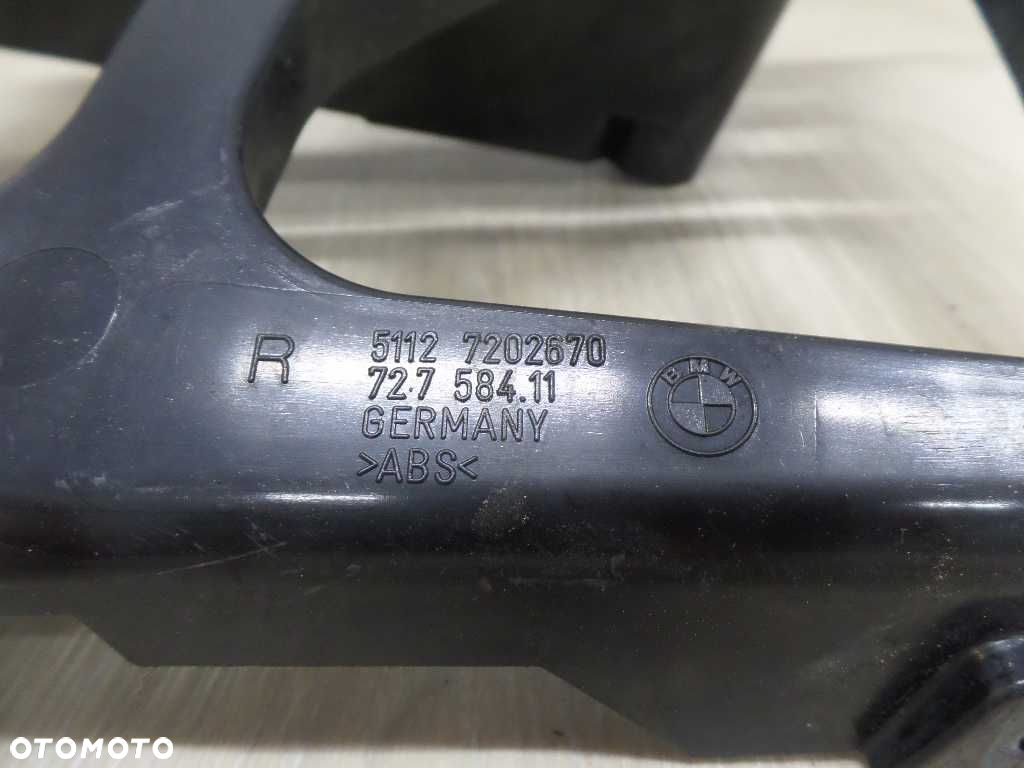 R
5112 7202670
72.7 584.11
GERMANY
>ABS<
BMW
OTOMOTO